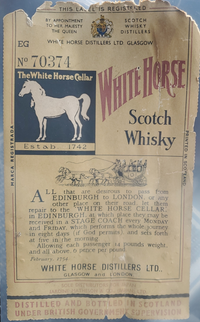 THIS LABEL IS REGISTERED
BY APPOINTMENT
TO HER MAJESTY
THE QUEEN
SCOTCH
WHISKY
DISTILLERS
EG
WHITE HORSE DISTILLERS LTD GLASGOW
No 70374
The White Horse Cellar
WHITE HORSE
Scotch
Whisky
Estab 1742
MARCA REGISTRADA
PRINTED IN SCOTLAND
ALL that are desirous to pass from
EDINBURGH to LONDON, or any
other place on their road, let them
repair to the WHITE HORSE CELLAR
in EDINBURGH, at which place they may be
received in a STAGE COACH every MONDAY
and FRIDAY, which performs the whole journey
in eight days (if God permits), and sets forth
at five in the morning.
Allowing each passenger 14 pounds weight,
and all above, 6 pence per pound.
February, 1754.
WHITE HORSE DISTILLERS LTD.
GLASGOW AND LONDON
DISTILLED AND BOTTLED IN SCOTLAND
UNDER BRITISH GOVERNMENT SUPERVISION